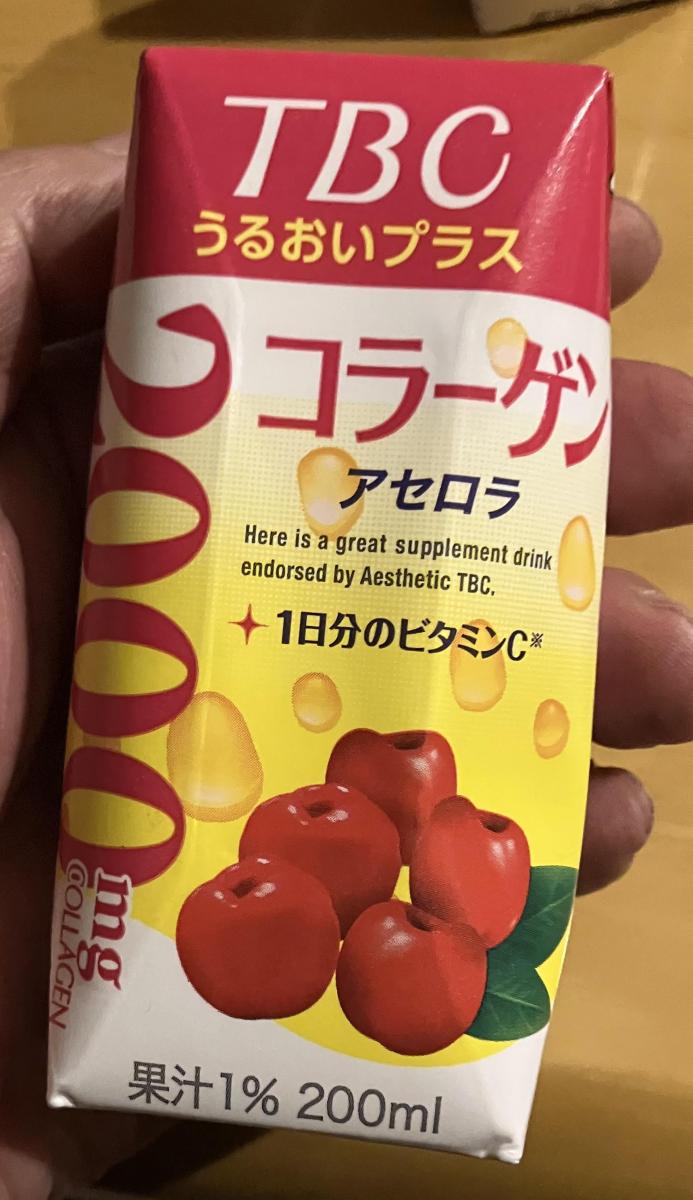 TBC
うるおいプラス
コラーゲン
アセロラ
Here is a great supplement drink
endorsed by Aesthetic TBC.
1日分のビタミンC※
2000mg
COLLAGEN
果汁1% 200ml